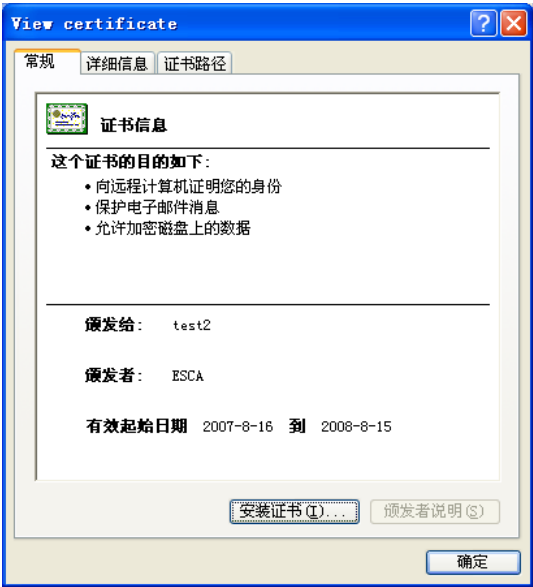 View certificate
常规 详细信息 证书路径
证书信息
这个证书的目的如下:
•向远程计算机证明您的身份
•保护电子邮件消息
•允许加密磁盘上的数据
颁发给: test2
颁发者: ESCA
有效起始日期 2007-8-16 到 2008-8-15
安装证书(I)... 颁发者说明(S)
确定